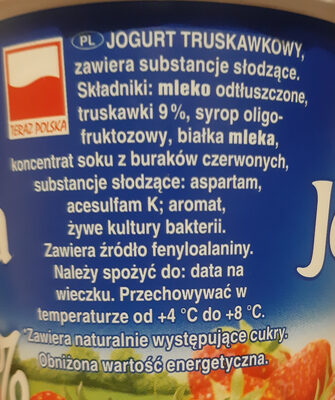 PL JOGURT TRUSKAWKOWY,
zawiera substancje słodzące.
Składniki: mleko odtłuszczone,
truskawki 9%, syrop oligo-
fruktozowy, białka mleka,
koncentrat soku z buraków czerwonych,
substancje słodzące: aspartam,
acesulfam K; aromat,
żywe kultury bakterii.
Zawiera źródło fenyloalaniny.
Należy spożyć do: data na
wieczku. Przechowywać w
temperaturze od +4 °C do +8 °C.
*Zawiera naturalnie występujące cukry.
Obniżona wartość energetyczna.
TERAZ POLSKA
%